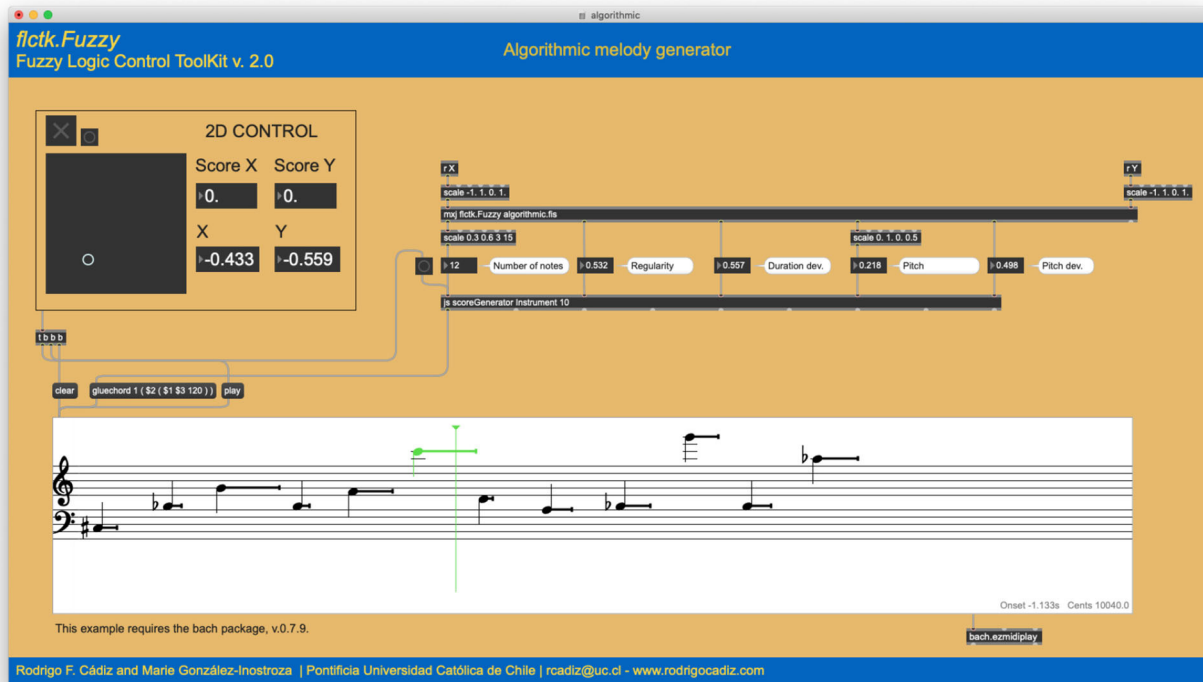 algorithmic
flctk.Fuzzy
Fuzzy Logic Control ToolKit v. 2.0
Algorithmic melody generator
2D CONTROL
Score X Score Y
0. 0.
X Y
-0.433 -0.559
r X
r Y
scale -1. 1. 0. 1.
scale -1. 1. 0. 1.
mxj flctk.Fuzzy algorithmic.fis
scale 0.3 0.6 3 15
scale 0. 1. 0. 0.5
12 Number of notes 0.532 Regularity 0.557 Duration dev. 0.218 Pitch 0.498 Pitch dev.
js scoreGenerator Instrument 10
t b b b
clear gluechord 1 ( $2 ( $1 $3 120 ) ) play
Onset -1.133s Cents 10040.0
This example requires the bach package, v.0.7.9.
bach.ezmidiplay
Rodrigo F. Cádiz and Marie González-Inostroza | Pontificia Universidad Católica de Chile | rcadiz@uc.cl - www.rodrigocadiz.com